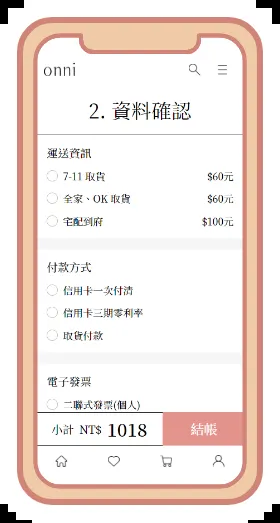 onni
2. 資料確認
運送資訊
7-11 取貨 $60元
全家、OK 取貨 $60元
宅配到府 $100元
付款方式
信用卡一次付清
信用卡三期零利率
取貨付款
電子發票
二聯式發票(個人)
小計 NT$ 1018 結帳